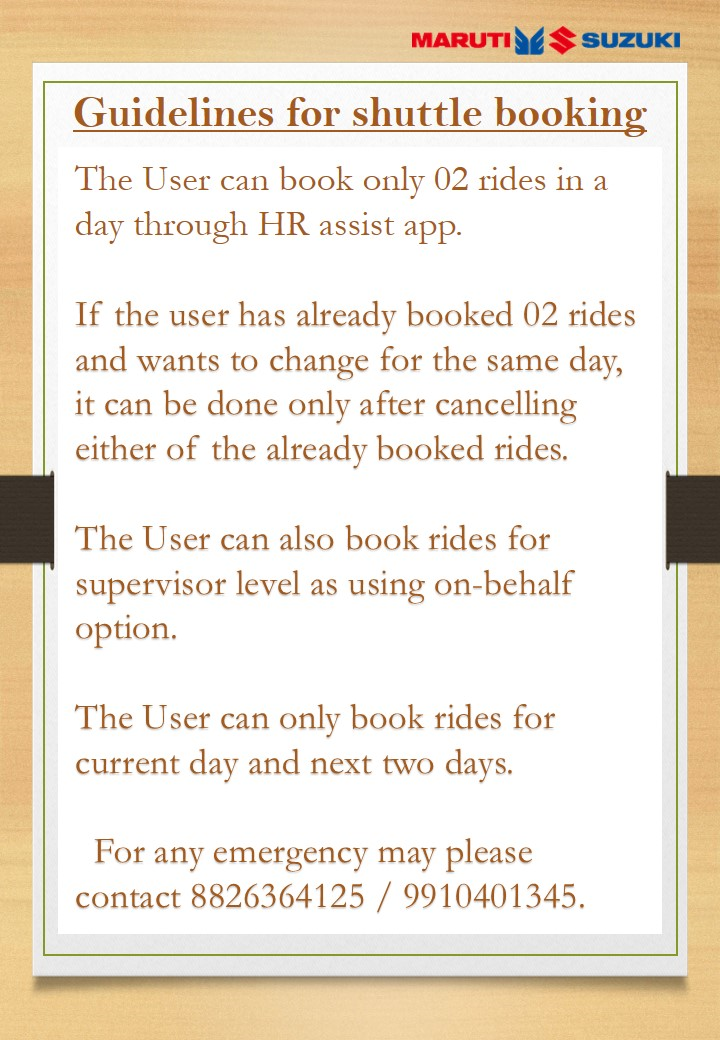 MARUTI SUZUKI
Guidelines for shuttle booking
The User can book only 02 rides in a
day through HR assist app.
If the user has already booked 02 rides
and wants to change for the same day,
it can be done only after cancelling
either of the already booked rides.
The User can also book rides for
supervisor level as using on-behalf
option.
The User can only book rides for
current day and next two days.
For any emergency may please
contact 8826364125 / 9910401345.